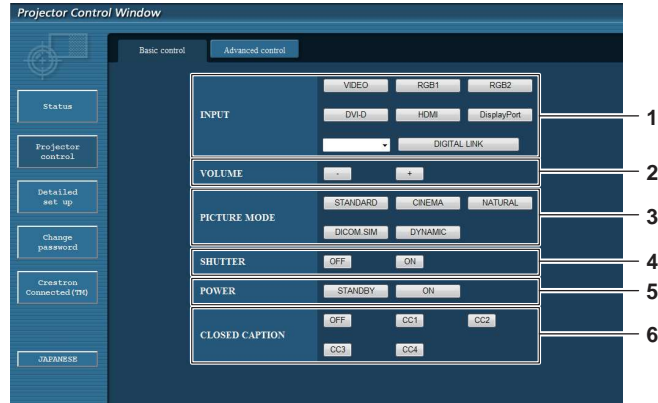 Projector Control Window
Basic control Advanced control
Status
Projector
control
Detailed
set up
Change
password
Crestron
Connected(TM)
JAPANESE
INPUT
VIDEO RGB1 RGB2
DVI-D HDMI DisplayPort
DIGITAL LINK
1
VOLUME - +
2
PICTURE MODE
STANDARD CINEMA NATURAL
DICOM.SIM DYNAMIC
3
SHUTTER OFF ON
4
POWER STANDBY ON
5
CLOSED CAPTION
OFF CC1 CC2
CC3 CC4
6